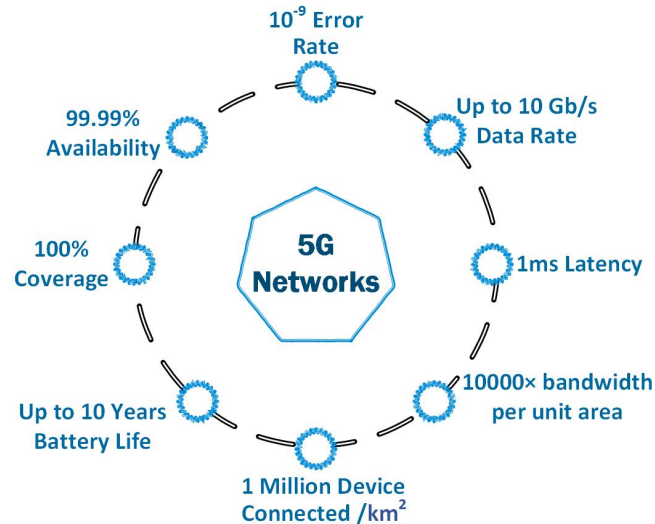 10⁻⁹ Error
Rate
Up to 10 Gb/s
Data Rate
1ms Latency
10000× bandwidth
per unit area
1 Million Device
Connected /km²
Up to 10 Years
Battery Life
100%
Coverage
99.99%
Availability
5G
Networks